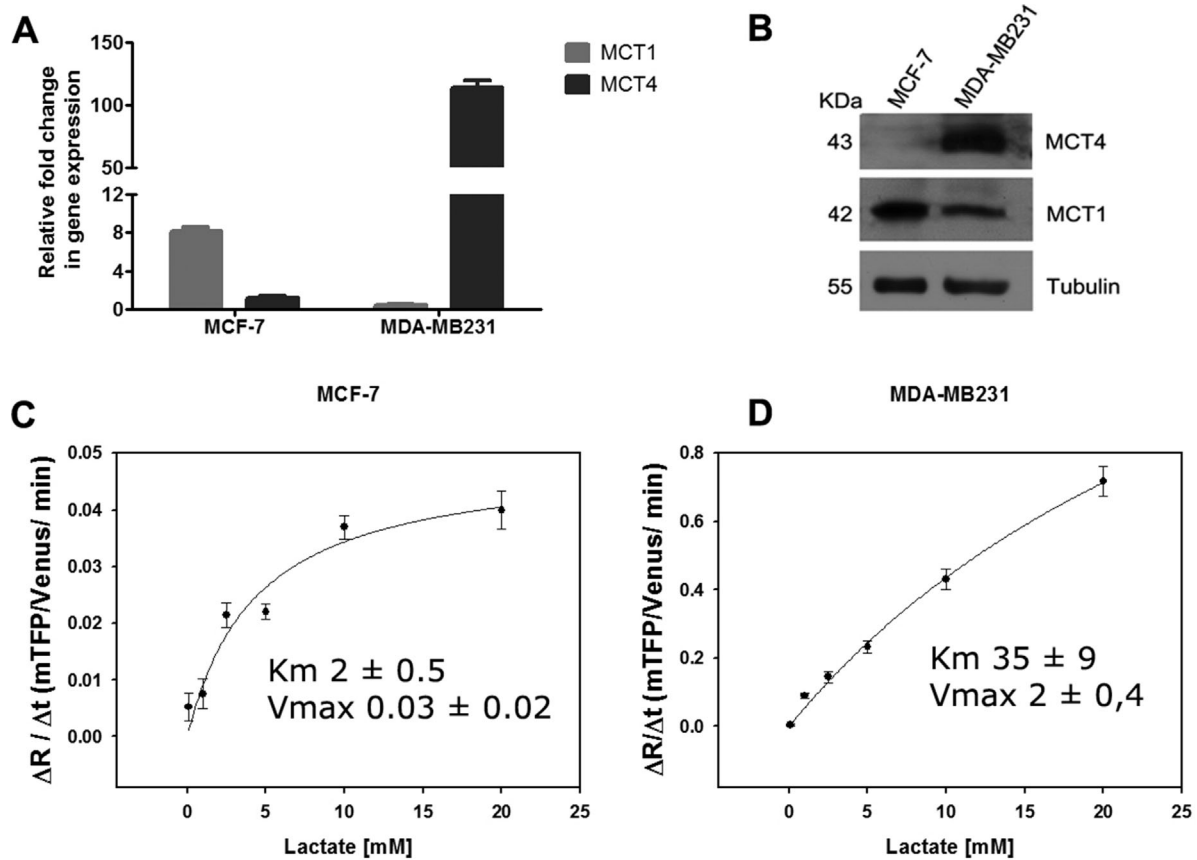 A
150
100
50
12
8
4
0
Relative fold change
in gene expression
MCF-7
MDA-MB231
MCT1
MCT4
B
KDa
MCF-7
MDA-MB231
43
MCT4
42
MCT1
55
Tubulin
MCF-7
C
0.05
0.04
0.03
0.02
0.01
0.00
ΔR / Δt (mTFP/Venus/ min)
Km 2 ± 0.5
Vmax 0.03 ± 0.02
0 5 10 15 20 25
Lactate [mM]
MDA-MB231
D
0.8
0.6
0.4
0.2
0.0
ΔR/Δt (mTFP/Venus/ min)
Km 35 ± 9
Vmax 2 ± 0,4
0 5 10 15 20 25
Lactate [mM]